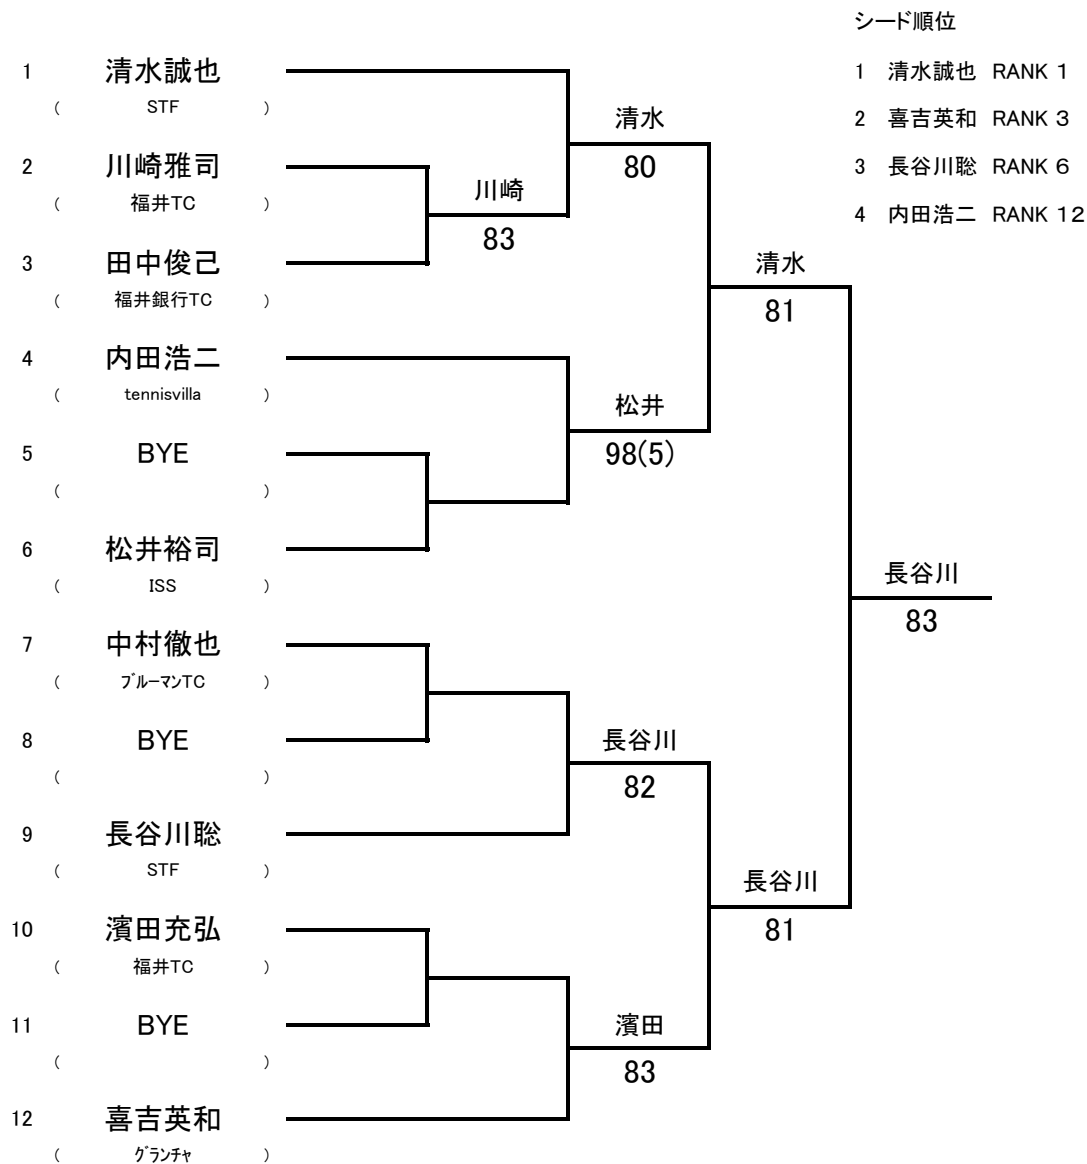 シード順位
1 清水誠也 RANK 1
2 喜吉英和 RANK 3
3 長谷川聡 RANK 6
4 内田浩二 RANK 12
1 清水誠也
( STF )
2 川崎雅司
( 福井TC )
3 田中俊己
( 福井銀行TC )
4 内田浩二
( tennisvilla )
5 BYE
( )
6 松井裕司
( ISS )
7 中村徹也
( ブルーマンTC )
8 BYE
( )
9 長谷川聡
( STF )
10 濱田充弘
( 福井TC )
11 BYE
( )
12 喜吉英和
( グランチャ )
川崎
83
清水
80
松井
98(5)
長谷川
82
濱田
83
清水
81
長谷川
81
長谷川
83